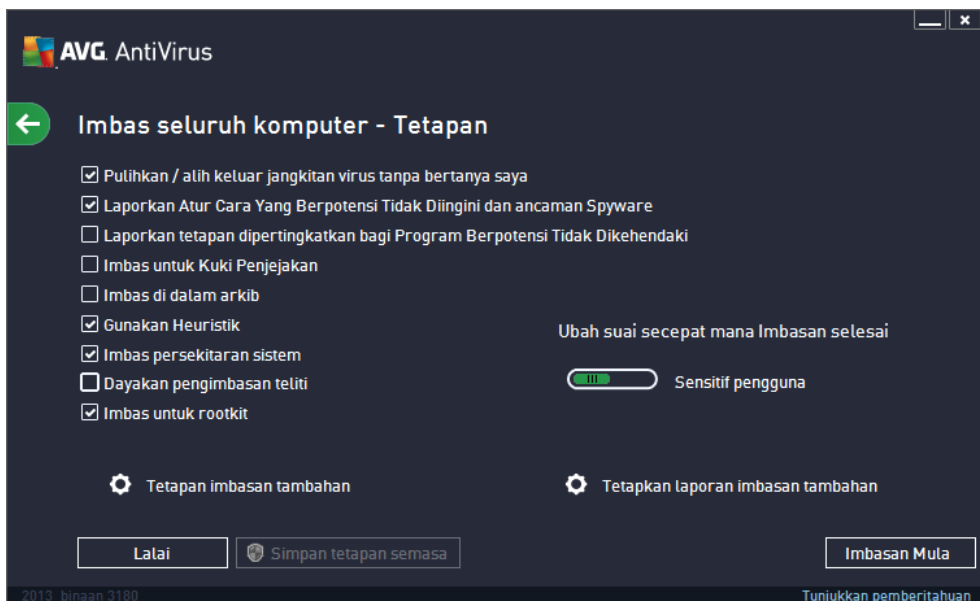 AVG. AntiVirus
Imbas seluruh komputer - Tetapan
Pulihkan / alih keluar jangkitan virus tanpa bertanya saya
Laporkan Atur Cara Yang Berpotensi Tidak Diingini dan ancaman Spyware
Laporkan tetapan dipertingkatkan bagi Program Berpotensi Tidak Dikehendaki
Imbas untuk Kuki Penjejakan
Imbas di dalam arkib
Gunakan Heuristik
Imbas persekitaran sistem
Dayakan pengimbasan teliti
Imbas untuk rootkit
Ubah suai secepat mana Imbasan selesai
Sensitif pengguna
Tetapan imbasan tambahan
Tetapkan laporan imbasan tambahan
Lalai
Simpan tetapan semasa
Imbasan Mula
2013 binaan 3180
Tunjukkan pemberitahuan